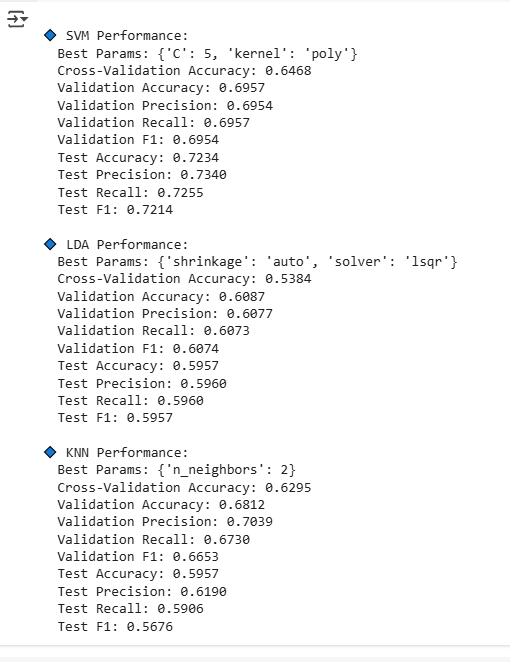 SVM Performance:
Best Params: {'C': 5, 'kernel': 'poly'}
Cross-Validation Accuracy: 0.6468
Validation Accuracy: 0.6957
Validation Precision: 0.6954
Validation Recall: 0.6957
Validation F1: 0.6954
Test Accuracy: 0.7234
Test Precision: 0.7340
Test Recall: 0.7255
Test F1: 0.7214
LDA Performance:
Best Params: {'shrinkage': 'auto', 'solver': 'lsqr'}
Cross-Validation Accuracy: 0.5384
Validation Accuracy: 0.6087
Validation Precision: 0.6077
Validation Recall: 0.6073
Validation F1: 0.6074
Test Accuracy: 0.5957
Test Precision: 0.5960
Test Recall: 0.5960
Test F1: 0.5957
KNN Performance:
Best Params: {'n_neighbors': 2}
Cross-Validation Accuracy: 0.6295
Validation Accuracy: 0.6812
Validation Precision: 0.7039
Validation Recall: 0.6730
Validation F1: 0.6653
Test Accuracy: 0.5957
Test Precision: 0.6190
Test Recall: 0.5906
Test F1: 0.5676